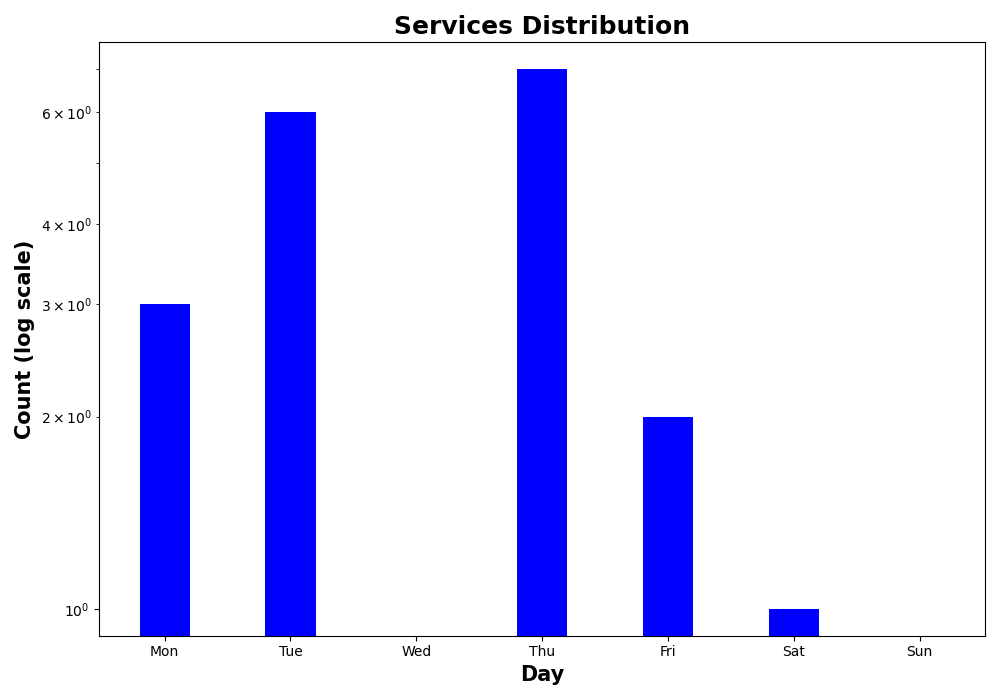 Services Distribution
Count (log scale)
6 × 10⁰
4 × 10⁰
3 × 10⁰
2 × 10⁰
10⁰
Mon Tue Wed Thu Fri Sat Sun
Day